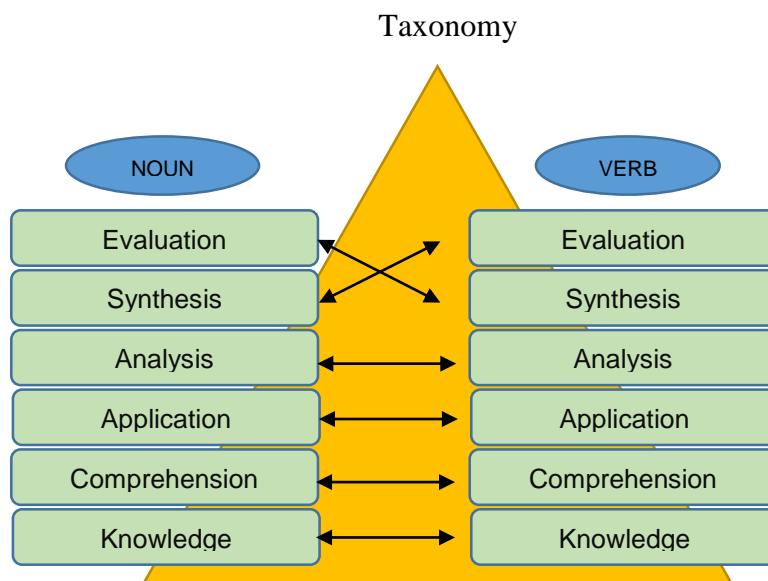 Taxonomy
NOUN
VERB
Evaluation
Evaluation
Synthesis
Synthesis
Analysis
Analysis
Application
Application
Comprehension
Comprehension
Knowledge
Knowledge